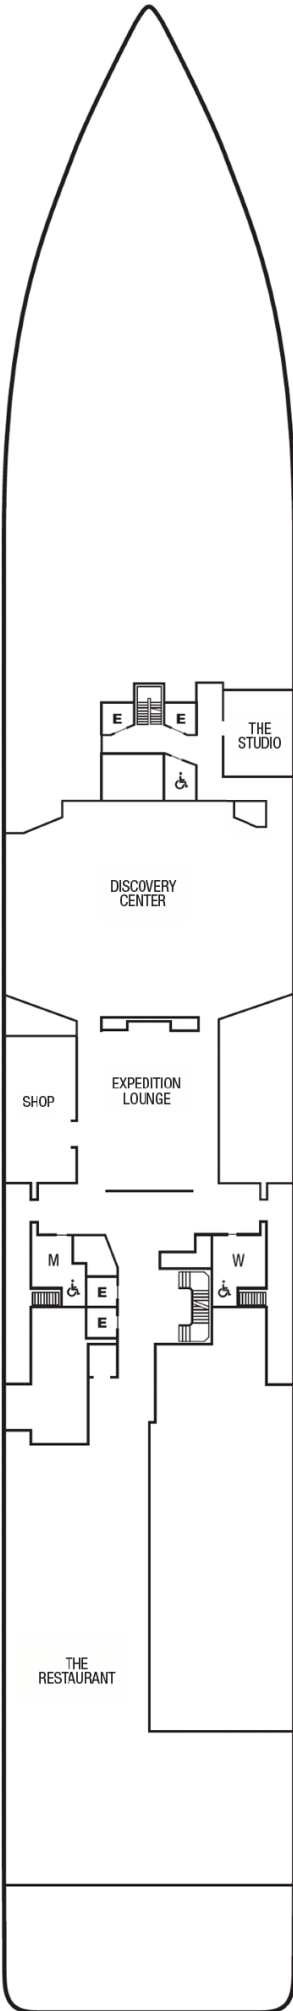 E
E
THE
STUDIO
DISCOVERY
CENTER
EXPEDITION
LOUNGE
SHOP
M
W
E
E
THE
RESTAURANT